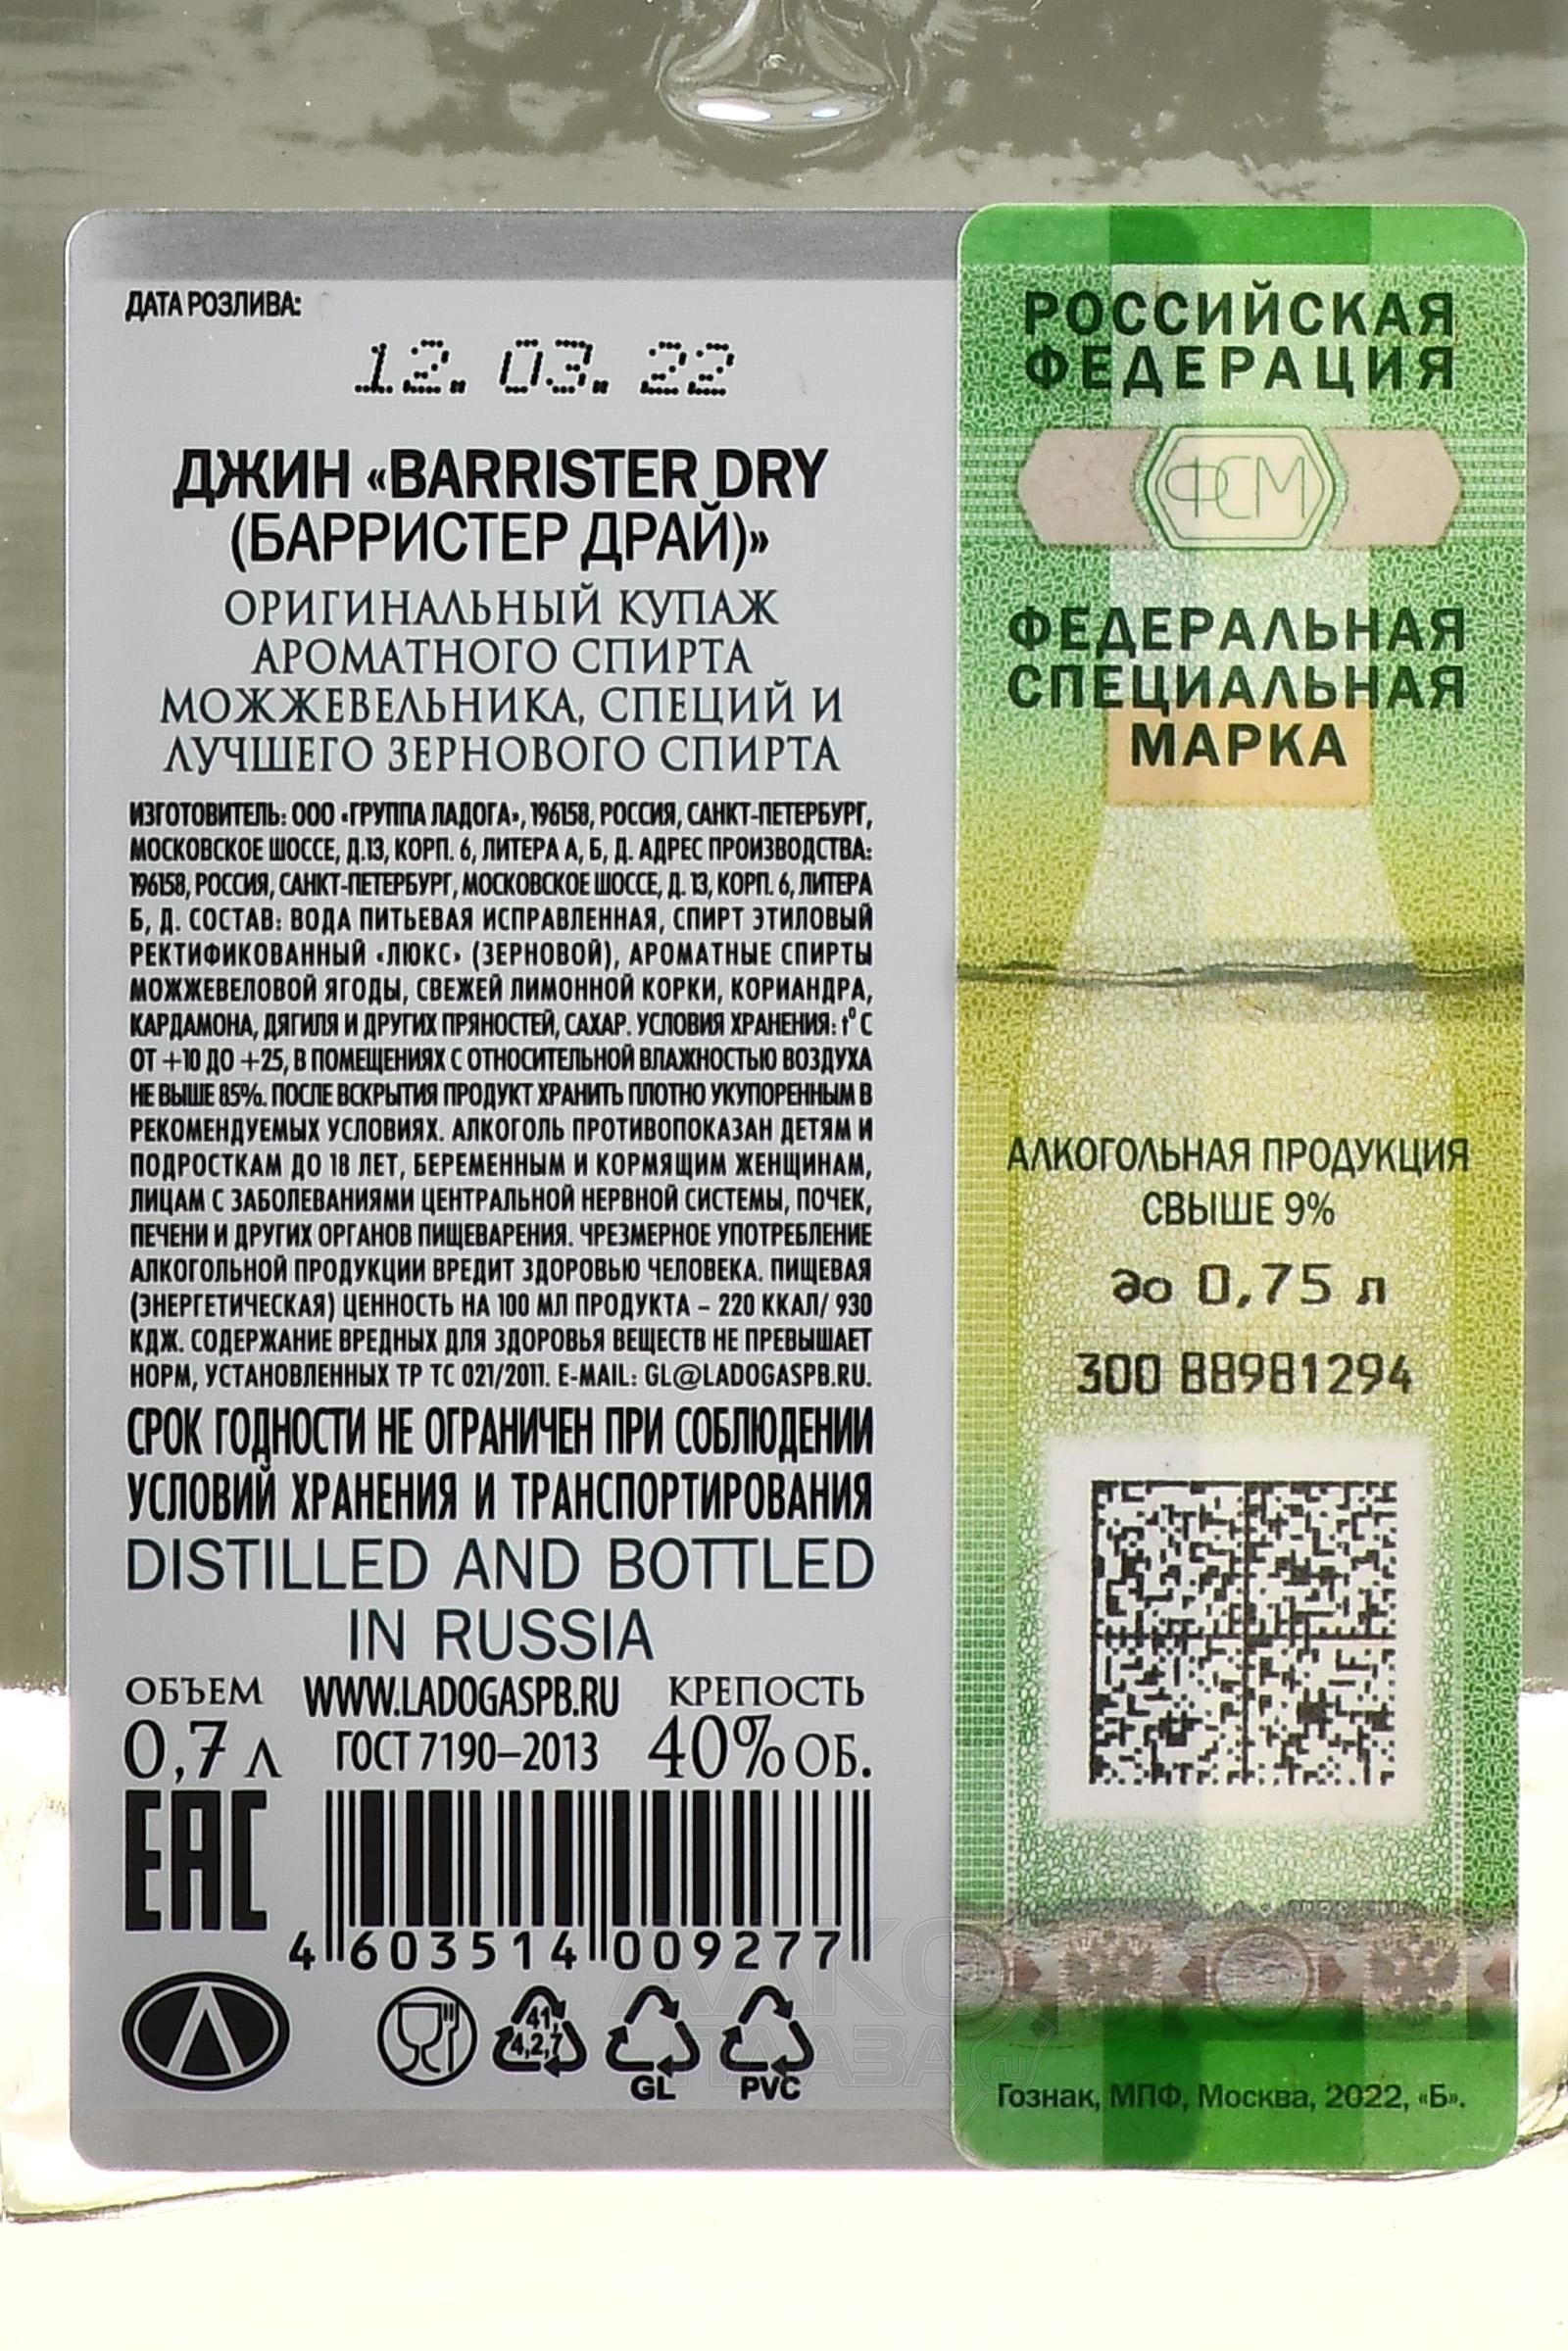 ДАТА РОЗЛИВА:
12.03.22
ДЖИН «BARRISTER DRY
(БАРРИСТЕР ДРАЙ)»
ОРИГИНАЛЬНЫЙ КУПАЖ
АРОМАТНОГО СПИРТА
МОЖЖЕВЕЛЬНИКА, СПЕЦИЙ И
ЛУЧШЕГО ЗЕРНОВОГО СПИРТА
ИЗГОТОВИТЕЛЬ: ООО «ГРУППА ЛАДОГА», 196158, РОССИЯ, САНКТ-ПЕТЕРБУРГ,
МОСКОВСКОЕ ШОССЕ, Д.13, КОРП. 6, ЛИТЕРА А, Б, Д. АДРЕС ПРОИЗВОДСТВА:
196158, РОССИЯ, САНКТ-ПЕТЕРБУРГ, МОСКОВСКОЕ ШОССЕ, Д. 13, КОРП. 6, ЛИТЕРА
Б, Д. СОСТАВ: ВОДА ПИТЬЕВАЯ ИСПРАВЛЕННАЯ, СПИРТ ЭТИЛОВЫЙ
РЕКТИФИКОВАННЫЙ «ЛЮКС» (ЗЕРНОВОЙ), АРОМАТНЫЕ СПИРТЫ
МОЖЖЕВЕЛОВОЙ ЯГОДЫ, СВЕЖЕЙ ЛИМОННОЙ КОРКИ, КОРИАНДРА,
КАРДАМОНА, ДЯГИЛЯ И ДРУГИХ ПРЯНОСТЕЙ, САХАР. УСЛОВИЯ ХРАНЕНИЯ: t° С
ОТ +10 ДО +25, В ПОМЕЩЕНИЯХ С ОТНОСИТЕЛЬНОЙ ВЛАЖНОСТЬЮ ВОЗДУХА
НЕ ВЫШЕ 85%. ПОСЛЕ ВСКРЫТИЯ ПРОДУКТ ХРАНИТЬ ПЛОТНО УКУПОРЕННЫМ В
РЕКОМЕНДУЕМЫХ УСЛОВИЯХ. АЛКОГОЛЬ ПРОТИВОПОКАЗАН ДЕТЯМ И
ПОДРОСТКАМ ДО 18 ЛЕТ, БЕРЕМЕННЫМ И КОРМЯЩИМ ЖЕНЩИНАМ,
ЛИЦАМ С ЗАБОЛЕВАНИЯМИ ЦЕНТРАЛЬНОЙ НЕРВНОЙ СИСТЕМЫ, ПОЧЕК,
ПЕЧЕНИ И ДРУГИХ ОРГАНОВ ПИЩЕВАРЕНИЯ. ЧРЕЗМЕРНОЕ УПОТРЕБЛЕНИЕ
АЛКОГОЛЬНОЙ ПРОДУКЦИИ ВРЕДИТ ЗДОРОВЬЮ ЧЕЛОВЕКА. ПИЩЕВАЯ
(ЭНЕРГЕТИЧЕСКАЯ) ЦЕННОСТЬ НА 100 МЛ ПРОДУКТА – 220 ККАЛ/ 930
КДЖ. СОДЕРЖАНИЕ ВРЕДНЫХ ДЛЯ ЗДОРОВЬЯ ВЕЩЕСТВ НЕ ПРЕВЫШАЕТ
НОРМ, УСТАНОВЛЕННЫХ ТР ТС 021/2011. E-MAIL: GL@LADOGASPB.RU.
СРОК ГОДНОСТИ НЕ ОГРАНИЧЕН ПРИ СОБЛЮДЕНИИ
УСЛОВИЙ ХРАНЕНИЯ И ТРАНСПОРТИРОВАНИЯ
DISTILLED AND BOTTLED
IN RUSSIA
ОБЪЕМ WWW.LADOGASPB.RU КРЕПОСТЬ
0,7 Л ГОСТ 7190–2013 40% ОБ.
EAC
4 603514 009277
41
4,2,7
GL PVC
РОССИЙСКАЯ
ФЕДЕРАЦИЯ
ФСМ
ФЕДЕРАЛЬНАЯ
СПЕЦИАЛЬНАЯ
МАРКА
АЛКОГОЛЬНАЯ ПРОДУКЦИЯ
СВЫШЕ 9%
до 0,75 л
300 88981294
Гознак, МПФ, Москва, 2022, «Б».
АЛКО
ПЛАЗА
.ru